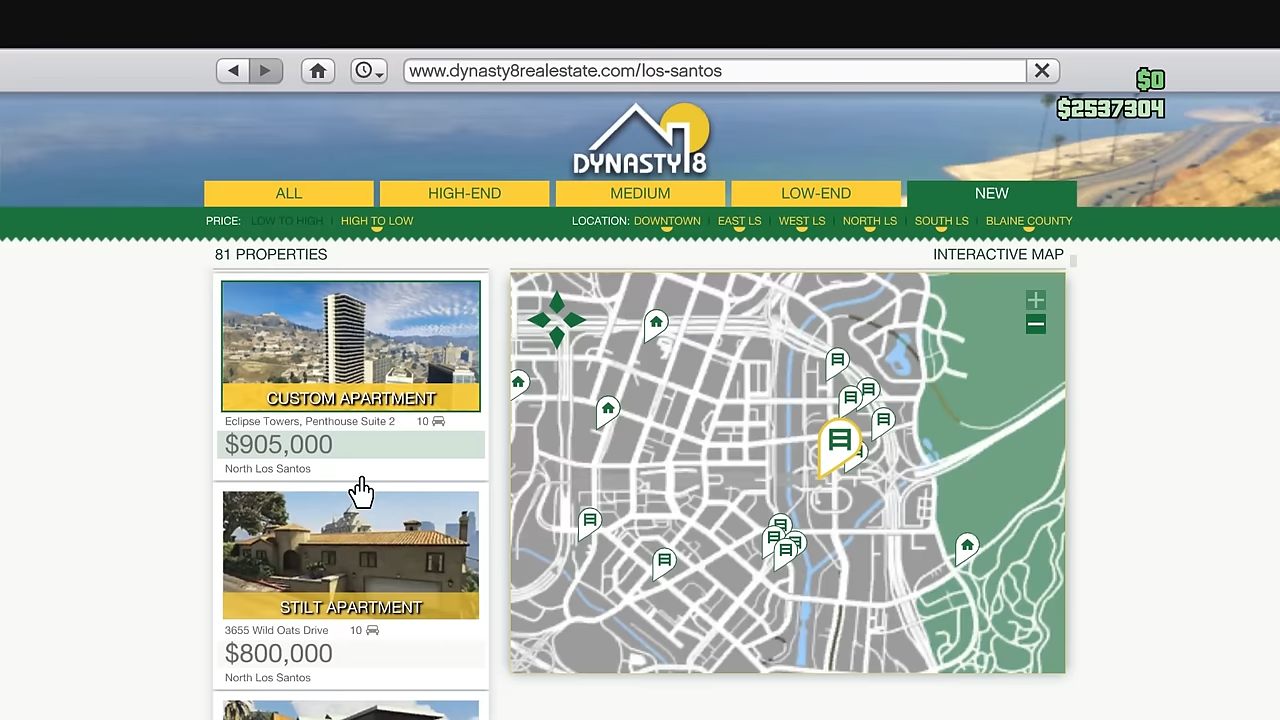 www.dynasty8realestate.com/los-santos
$0
$2537304
DYNASTY 8
ALL
HIGH-END
MEDIUM
LOW-END
NEW
PRICE: LOW TO HIGH | HIGH TO LOW
LOCATION: DOWNTOWN | EAST LS | WEST LS | NORTH LS | SOUTH LS | BLAINE COUNTY
81 PROPERTIES
INTERACTIVE MAP
CUSTOM APARTMENT
Eclipse Towers, Penthouse Suite 2 10
$905,000
North Los Santos
STILT APARTMENT
3655 Wild Oats Drive 10
$800,000
North Los Santos